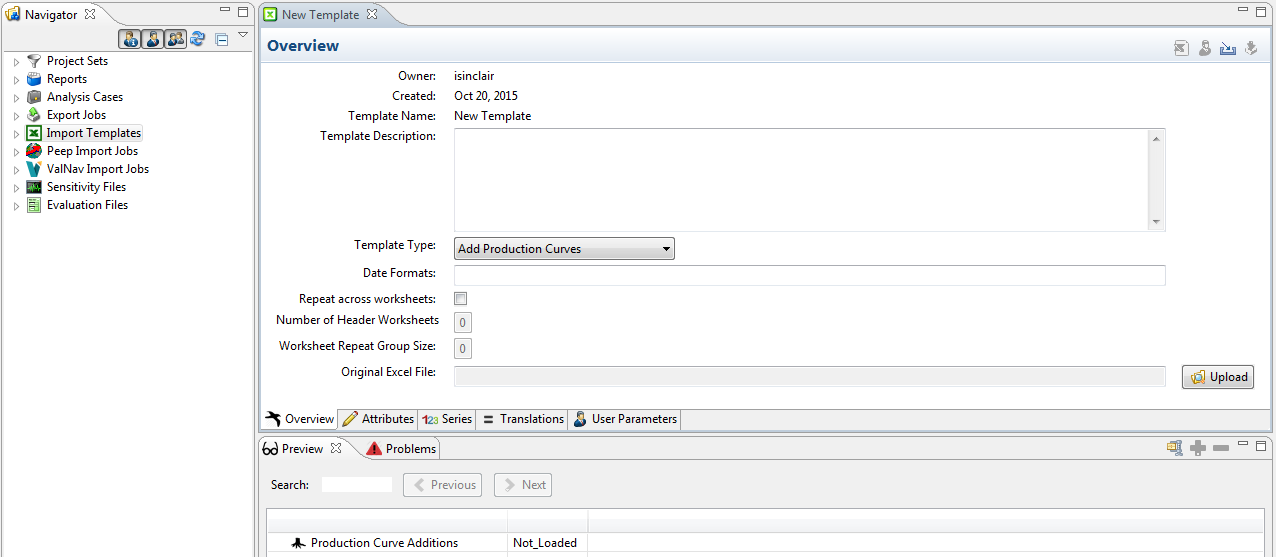 Navigator
Project Sets
Reports
Analysis Cases
Export Jobs
Import Templates
Peep Import Jobs
ValNav Import Jobs
Sensitivity Files
Evaluation Files
New Template
Overview
Owner: isinclair
Created: Oct 20, 2015
Template Name: New Template
Template Description:
Template Type: Add Production Curves
Date Formats:
Repeat across worksheets:
Number of Header Worksheets 0
Worksheet Repeat Group Size: 0
Original Excel File: Upload
Overview Attributes 123 Series Translations User Parameters
Preview Problems
Search: Previous Next
Production Curve Additions Not_Loaded